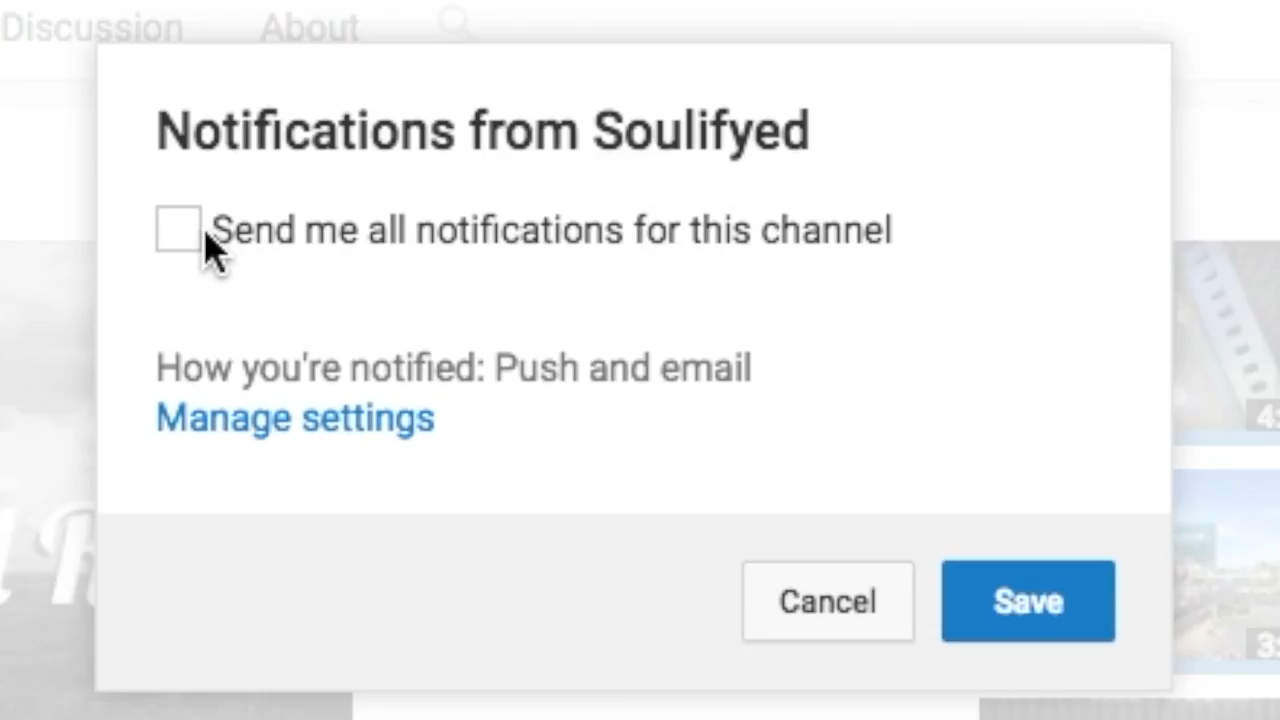 Discussion About
Notifications from Soulifyed
Send me all notifications for this channel
How you're notified: Push and email
Manage settings
Cancel Save